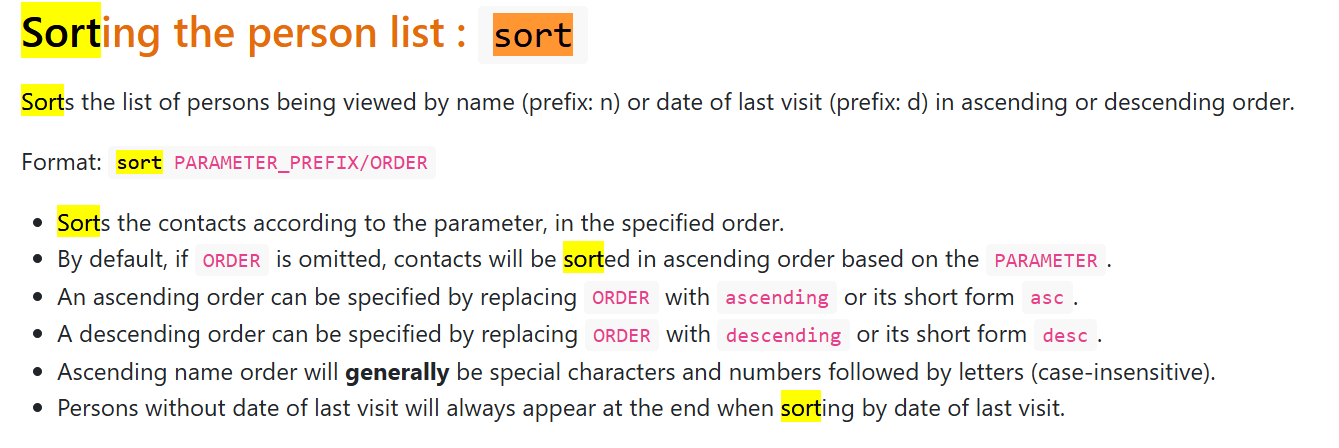 Sorting the person list : sort
Sorts the list of persons being viewed by name (prefix: n) or date of last visit (prefix: d) in ascending or descending order.
Format: sort PARAMETER_PREFIX/ORDER
• Sorts the contacts according to the parameter, in the specified order.
• By default, if ORDER is omitted, contacts will be sorted in ascending order based on the PARAMETER .
• An ascending order can be specified by replacing ORDER with ascending or its short form asc .
• A descending order can be specified by replacing ORDER with descending or its short form desc .
• Ascending name order will generally be special characters and numbers followed by letters (case-insensitive).
• Persons without date of last visit will always appear at the end when sorting by date of last visit.